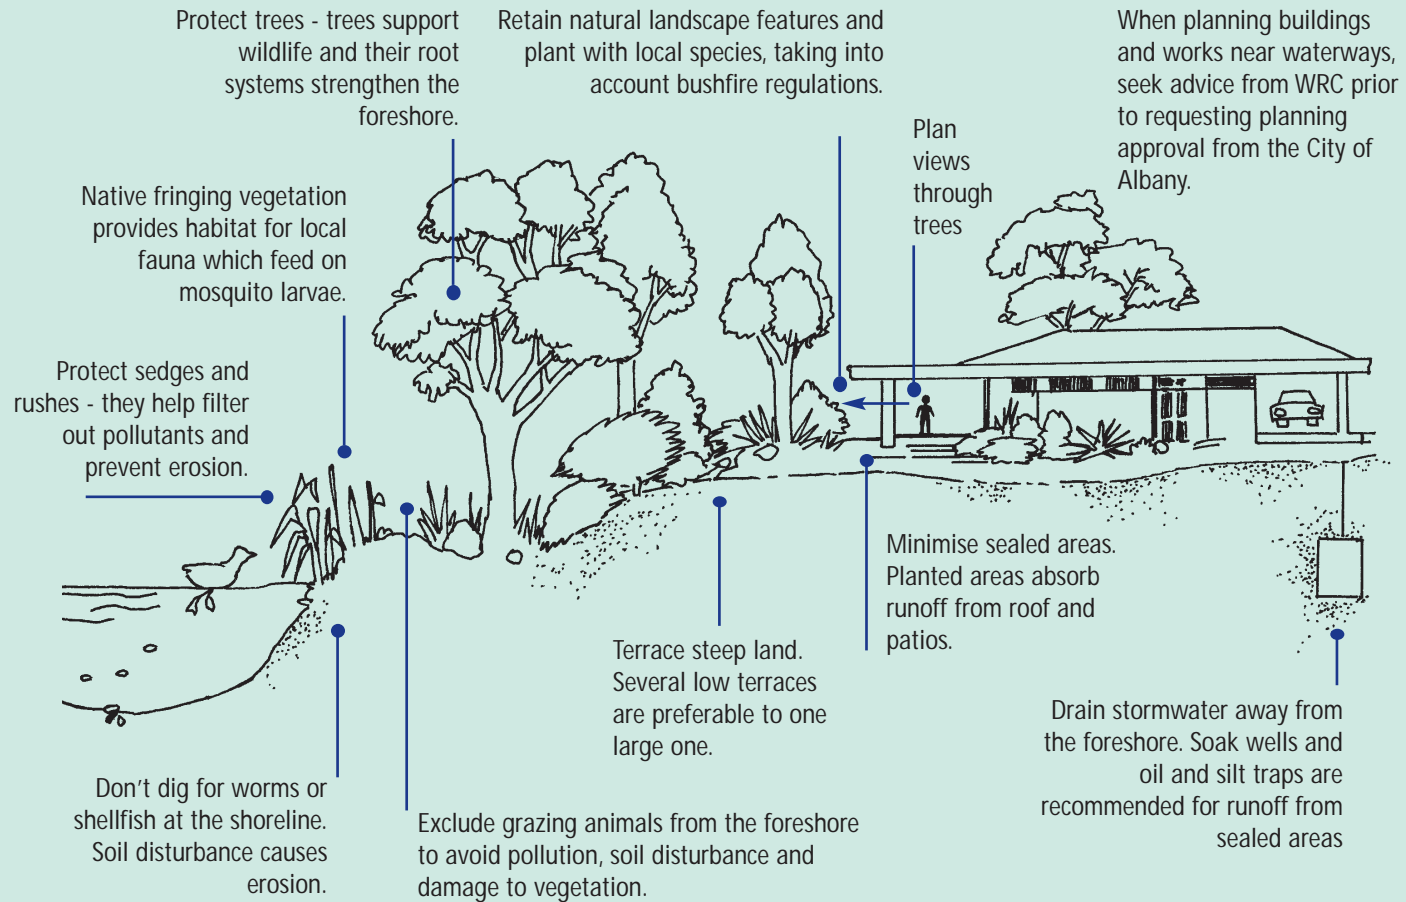 Protect trees - trees support
wildlife and their root
systems strengthen the
foreshore.
Retain natural landscape features and
plant with local species, taking into
account bushfire regulations.
When planning buildings
and works near waterways,
seek advice from WRC prior
to requesting planning
approval from the City of
Albany.
Plan
views
through
trees
Native fringing vegetation
provides habitat for local
fauna which feed on
mosquito larvae.
Protect sedges and
rushes - they help filter
out pollutants and
prevent erosion.
Minimise sealed areas.
Planted areas absorb
runoff from roof and
patios.
Terrace steep land.
Several low terraces
are preferable to one
large one.
Drain stormwater away from
the foreshore. Soak wells and
oil and silt traps are
recommended for runoff from
sealed areas
Don't dig for worms or
shellfish at the shoreline.
Soil disturbance causes
erosion.
Exclude grazing animals from the foreshore
to avoid pollution, soil disturbance and
damage to vegetation.